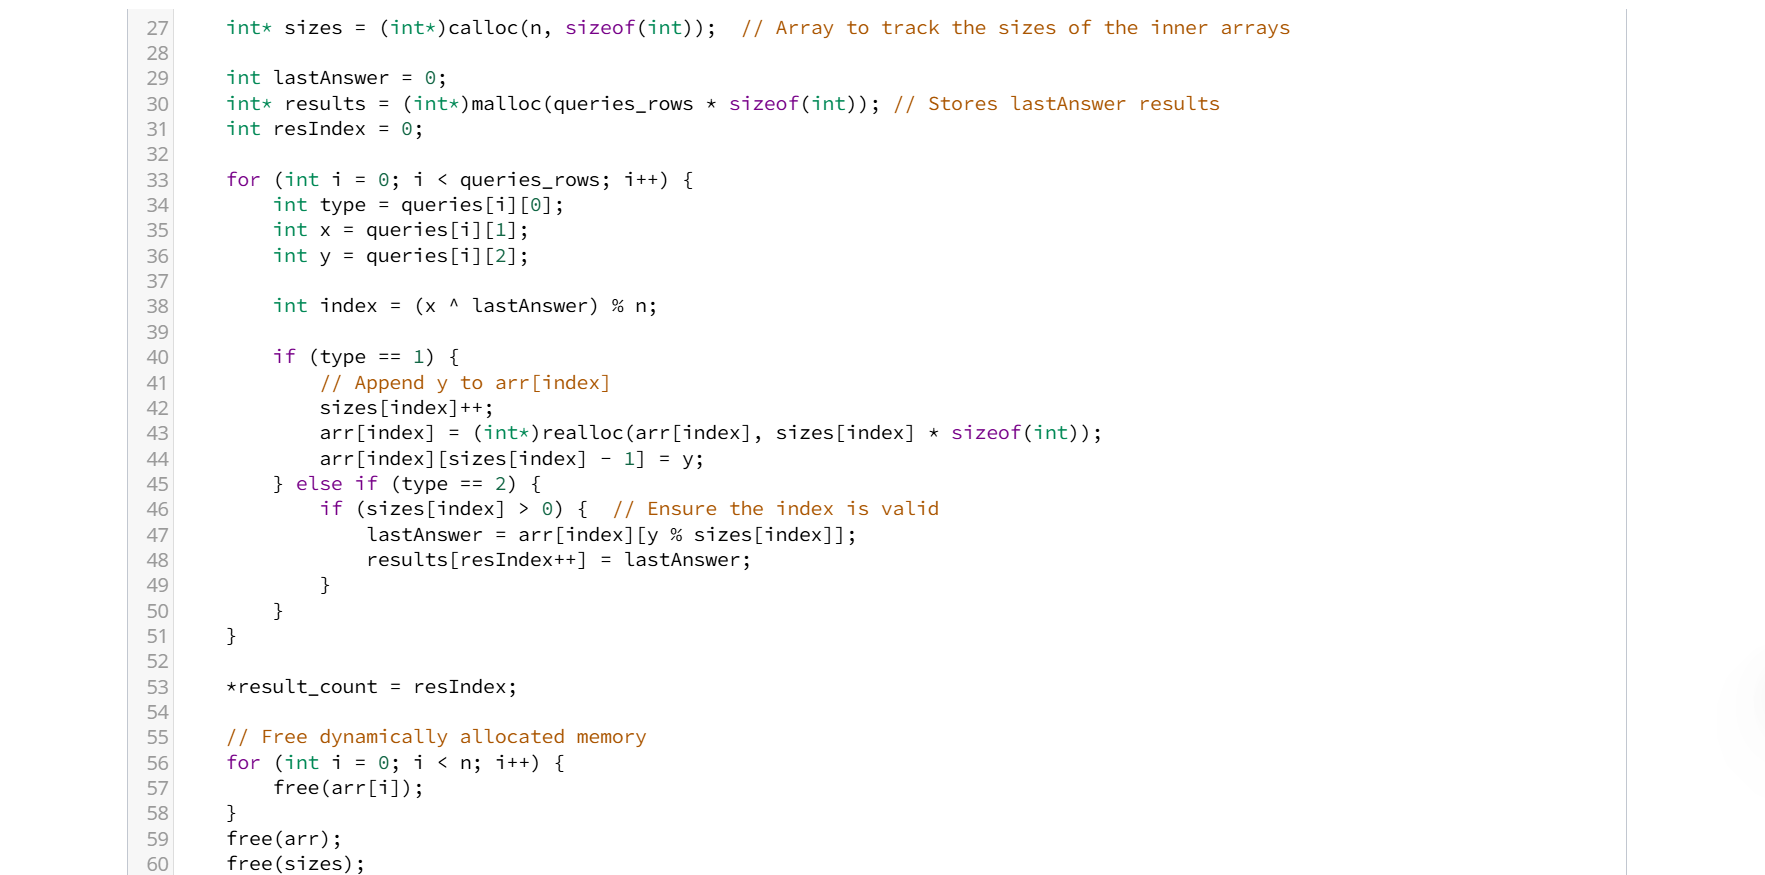 27 int* sizes = (int*)calloc(n, sizeof(int));  // Array to track the sizes of the inner arrays
28
29 int lastAnswer = 0;
30 int* results = (int*)malloc(queries_rows * sizeof(int)); // Stores lastAnswer results
31 int resIndex = 0;
32
33 for (int i = 0; i < queries_rows; i++) {
34     int type = queries[i][0];
35     int x = queries[i][1];
36     int y = queries[i][2];
37
38     int index = (x ^ lastAnswer) % n;
39
40     if (type == 1) {
41         // Append y to arr[index]
42         sizes[index]++;
43         arr[index] = (int*)realloc(arr[index], sizes[index] * sizeof(int));
44         arr[index][sizes[index] - 1] = y;
45     } else if (type == 2) {
46         if (sizes[index] > 0) {  // Ensure the index is valid
47             lastAnswer = arr[index][y % sizes[index]];
48             results[resIndex++] = lastAnswer;
49         }
50     }
51 }
52
53 *result_count = resIndex;
54
55 // Free dynamically allocated memory
56 for (int i = 0; i < n; i++) {
57     free(arr[i]);
58 }
59 free(arr);
60 free(sizes);